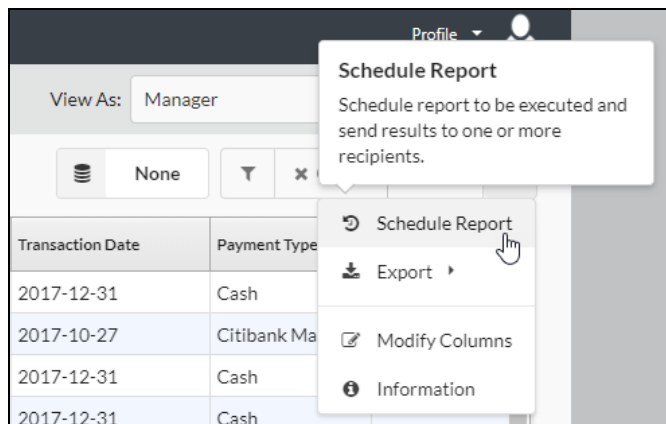 Profile
Schedule Report
Schedule report to be executed and
send results to one or more
recipients.
View As: Manager
None
Schedule Report
Export
Modify Columns
Information
Transaction Date Payment Type
2017-12-31 Cash
2017-10-27 Citibank Ma
2017-12-31 Cash
2017-12-31 Cash